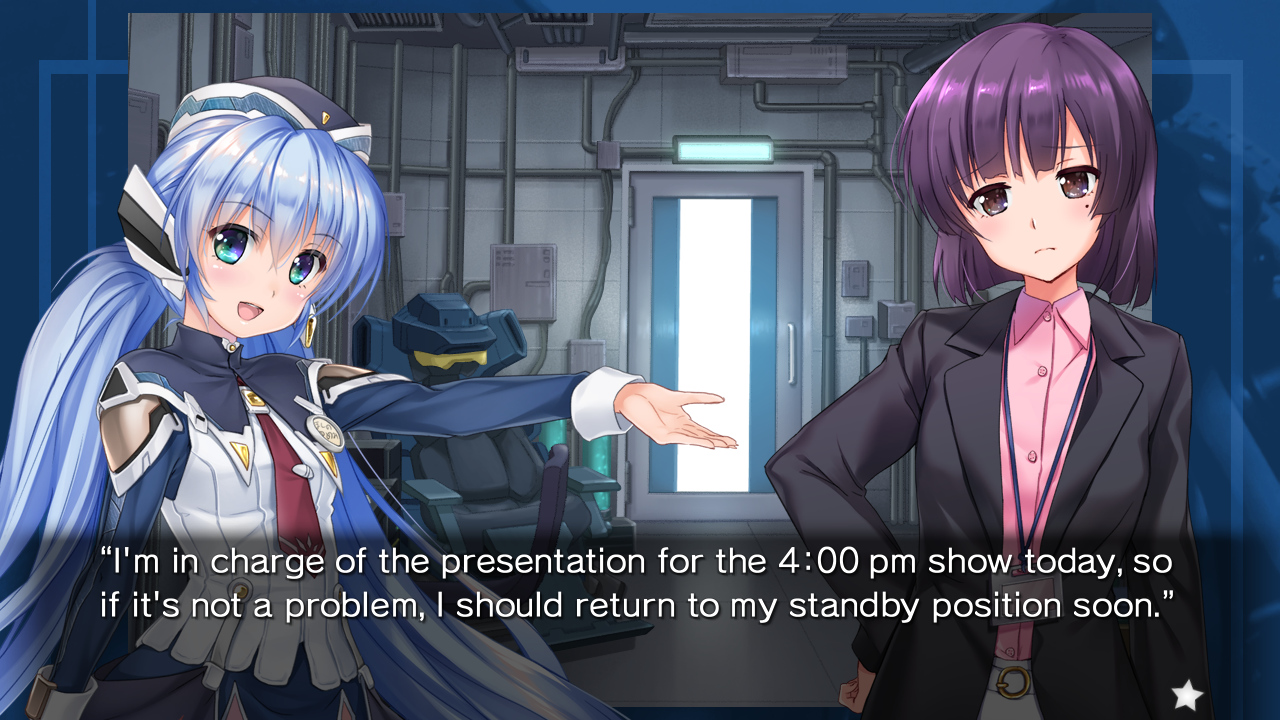 “I'm in charge of the presentation for the 4:00 pm show today, so
if it's not a problem, I should return to my standby position soon.”